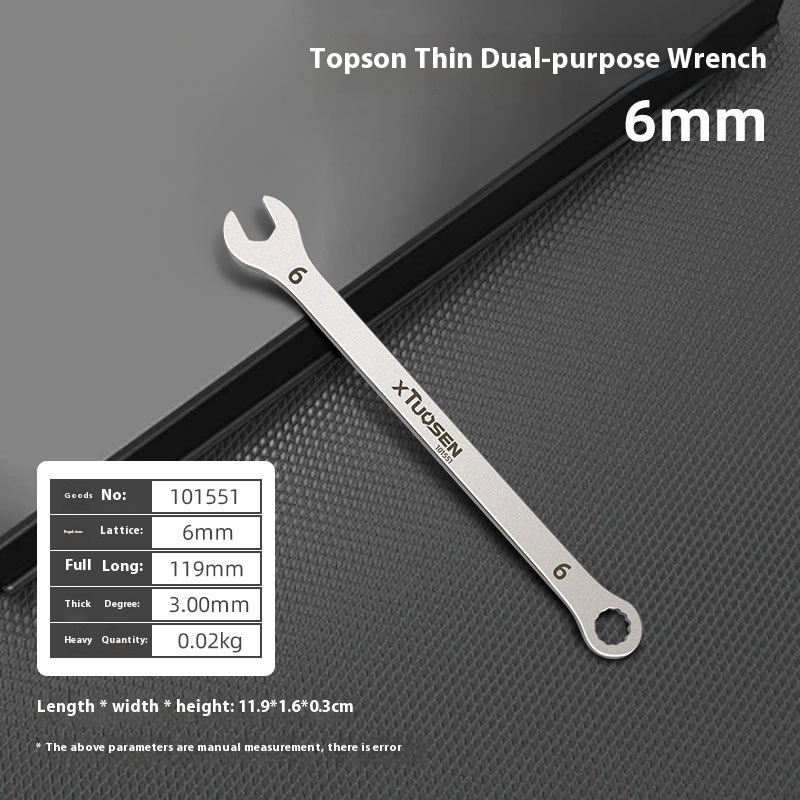 Topson Thin Dual-purpose Wrench
6mm
6
XTUOSEN
101551
6
Goods No: 101551
Lattice: 6mm
Full Long: 119mm
Thick Degree: 3.00mm
Heavy Quantity: 0.02kg
Length * width * height: 11.9*1.6*0.3cm
* The above parameters are manual measurement, there is error